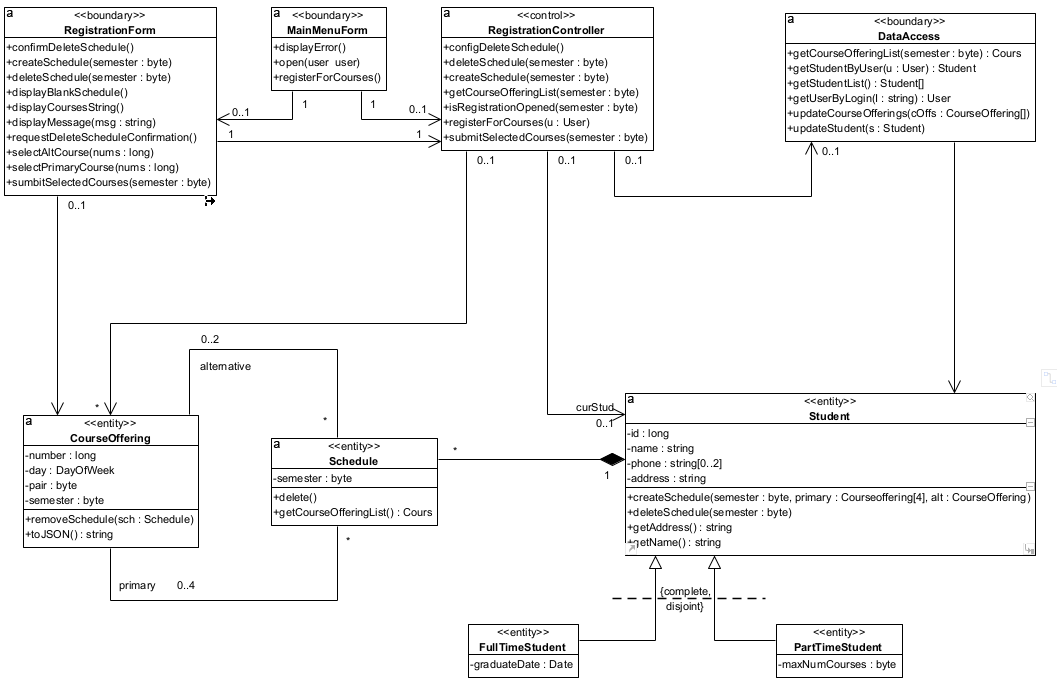 a
<<boundary>>
RegistrationForm
+confirmDeleteSchedule()
+createSchedule(semester : byte)
+deleteSchedule(semester : byte)
+displayBlankSchedule()
+displayCoursesString()
+displayMessage(msg : string)
+requestDeleteScheduleConfirmation()
+selectAltCourse(nums : long)
+selectPrimaryCourse(nums : long)
+sumbitSelectedCourses(semester : byte)
a
<<boundary>>
MainMenuForm
+displayError()
+open(user user)
+registerForCourses()
a
<<control>>
RegistrationController
+configDeleteSchedule()
+deleteSchedule(semester : byte)
+createSchedule(semester : byte)
+getCourseOfferingList(semester : byte)
+isRegistrationOpened(semester : byte)
+registerForCourses(u : User)
+submitSelectedCourses(semester : byte)
a
<<boundary>>
DataAccess
+getCourseOfferingList(semester : byte) : Cours
+getStudentByUser(u : User) : Student
+getStudentList() : Student[]
+getUserByLogin(l : string) : User
+updateCourseOfferings(cOffs : CourseOffering[])
+updateStudent(s : Student)
0..1
1
1
0..1
1
1
0..1
0..1
0..1
0..1
0..1
0..2
alternative
*
*
curStud
0..1
a
<<entity>>
CourseOffering
-number : long
-day : DayOfWeek
-pair : byte
-semester : byte
+removeSchedule(sch : Schedule)
+toJSON() : string
a
<<entity>>
Schedule
-semester : byte
+delete()
+getCourseOfferingList() : Cours
*
1
*
primary
0..4
a
<<entity>>
Student
-id : long
-name : string
-phone : string[0..2]
-address : string
+createSchedule(semester : byte, primary : Courseoffering[4], alt : CourseOffering)
+deleteSchedule(semester : byte)
+getAddress() : string
+getName() : string
{complete,
disjoint}
<<entity>>
FullTimeStudent
-graduateDate : Date
<<entity>>
PartTimeStudent
-maxNumCourses : byte